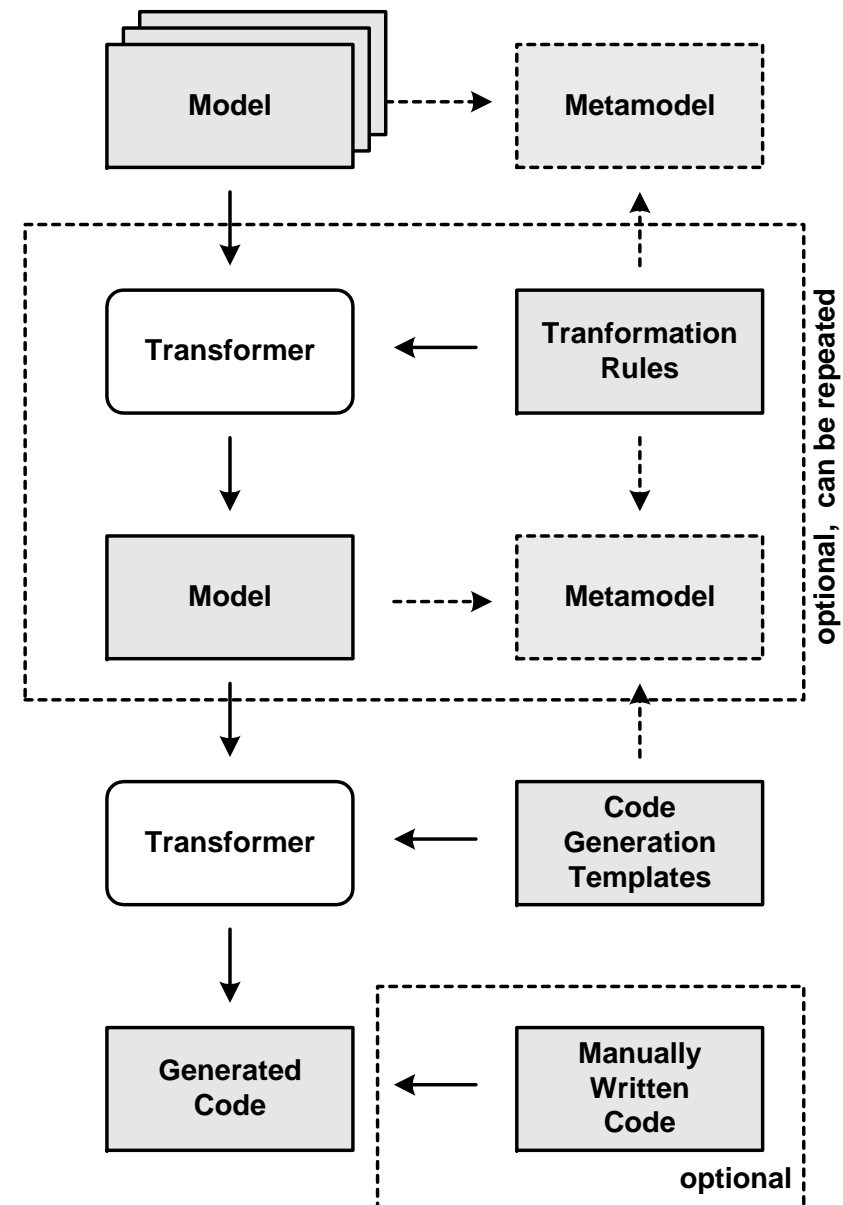 Model
Metamodel
Transformer
Tranformation
Rules
optional, can be repeated
Model
Metamodel
Transformer
Code
Generation
Templates
Generated
Code
Manually
Written
Code
optional